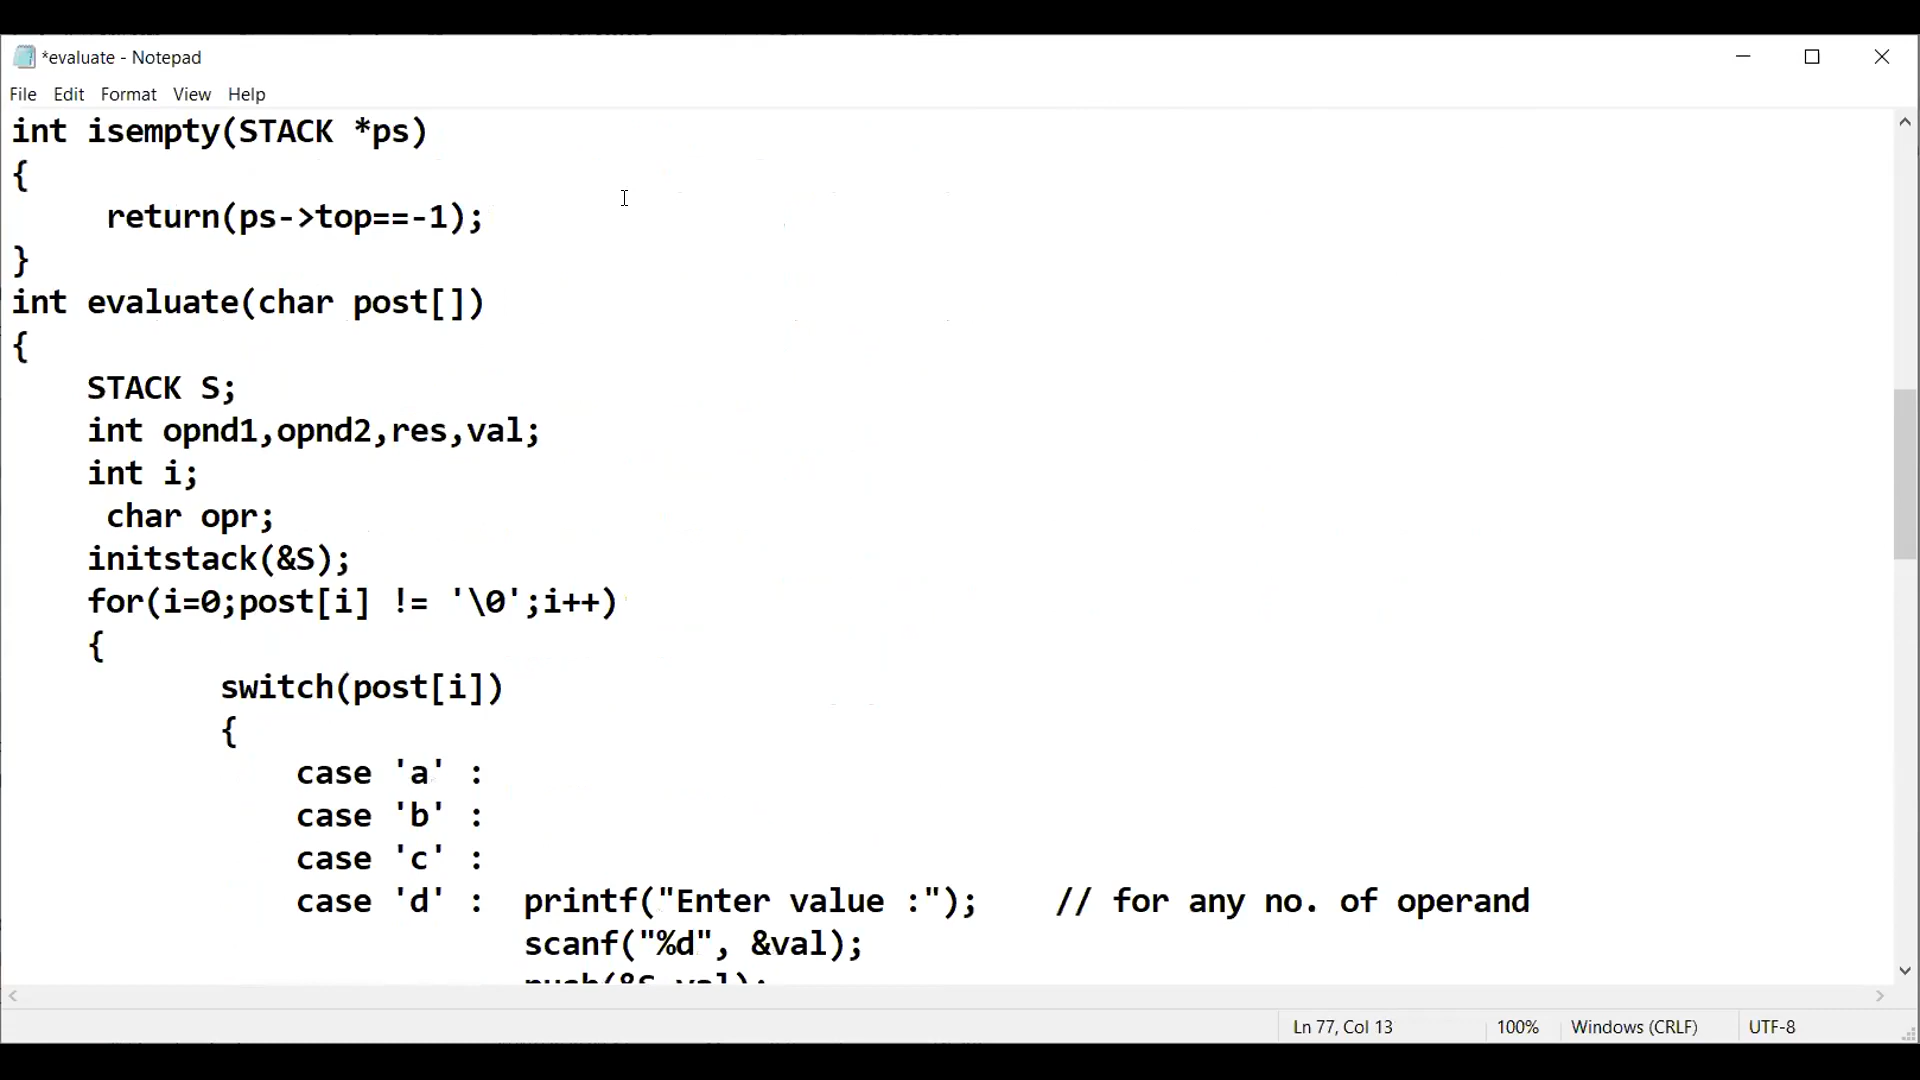 *evaluate - Notepad
File Edit Format View Help
int isempty(STACK *ps)
{
return(ps->top==-1);
}
int evaluate(char post[])
{
STACK S;
int opnd1,opnd2,res,val;
int i;
char opr;
initstack(&S);
for(i=0;post[i] != '\0';i++)
{
switch(post[i])
{
case 'a' :
case 'b' :
case 'c' :
case 'd' : printf("Enter value :"); // for any no. of operand
scanf("%d", &val);
push(&S,val);
Ln 77, Col 13 100% Windows (CRLF) UTF-8